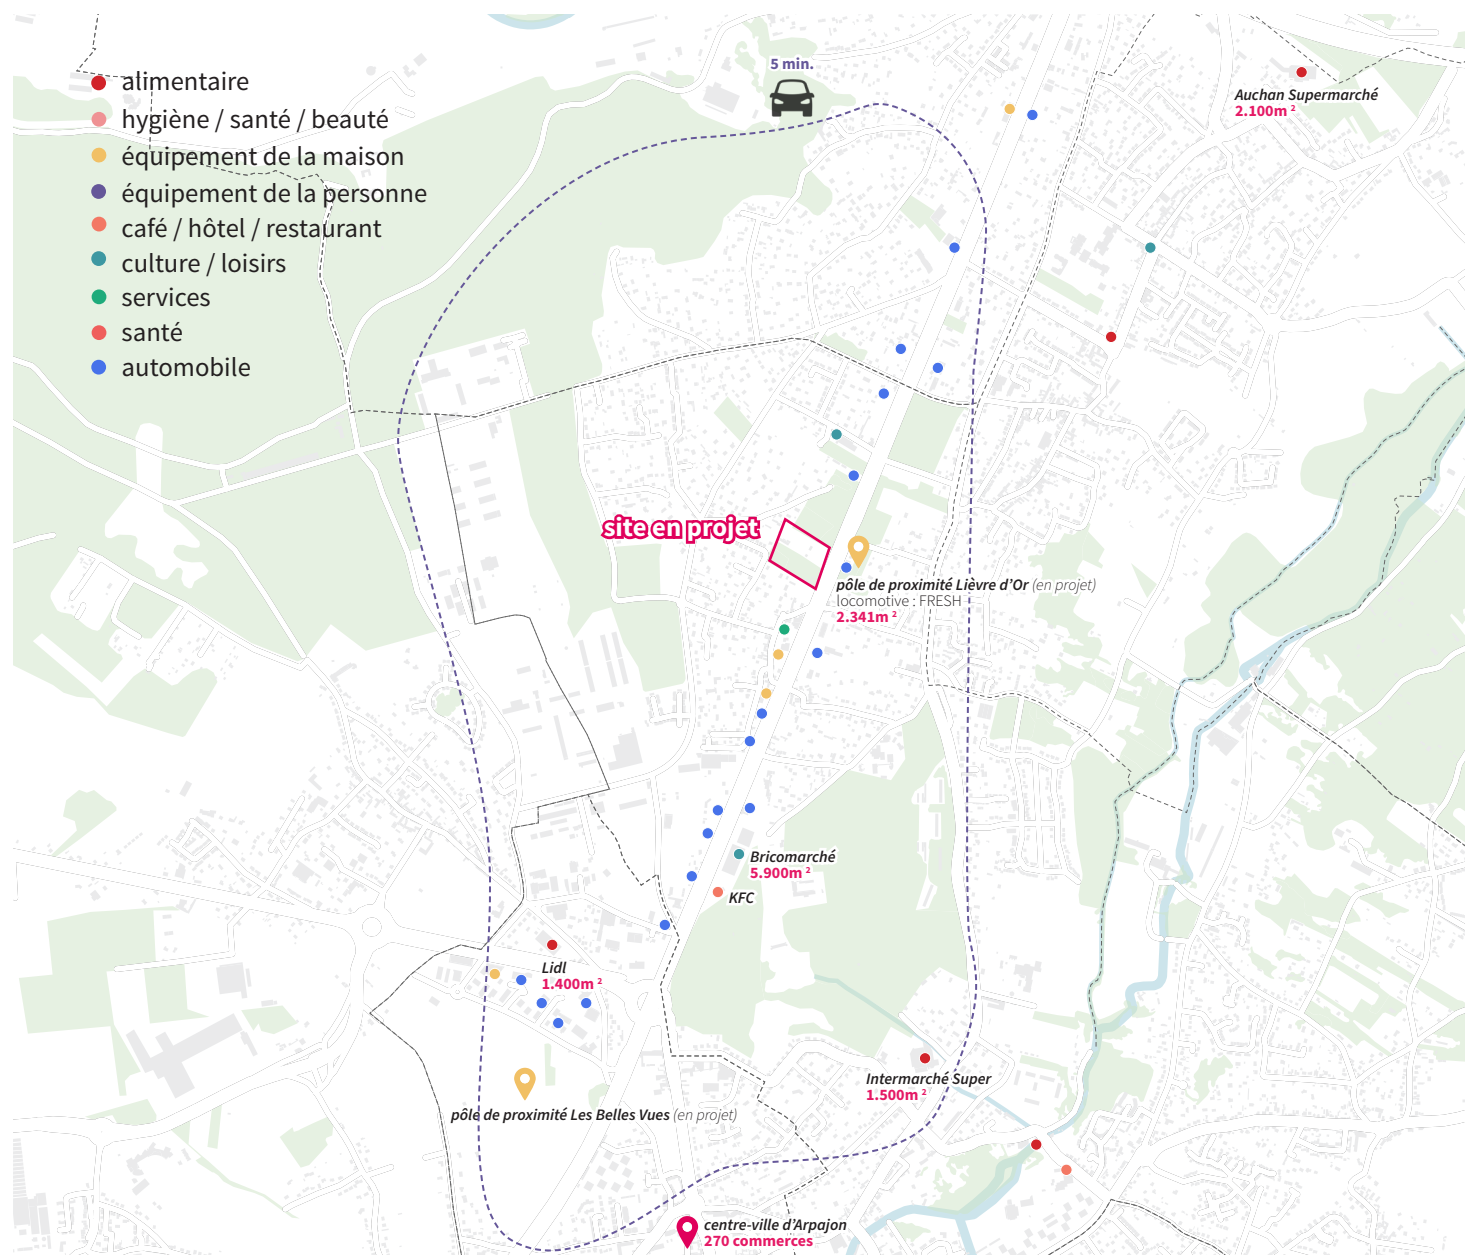 5 min.
alimentaire
hygiène / santé / beauté
équipement de la maison
équipement de la personne
café / hôtel / restaurant
culture / loisirs
services
santé
automobile
Auchan Supermarché
2.100m ²
site en projet
pôle de proximité Lièvre d'Or (en projet)
locomotive : FRESH
2.341m ²
Bricomarché
5.900m ²
KFC
Lidl
1.400m ²
Intermarché Super
1.500m ²
pôle de proximité Les Belles Vues (en projet)
centre-ville d'Arpajon
270 commerces